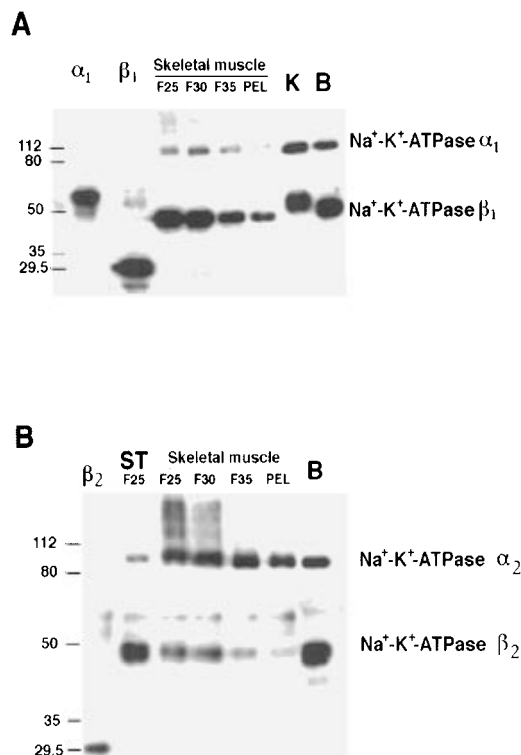 A
α1 β1 Skeletal muscle K B
F25 F30 F35 PEL
112
80
50
35
29.5
Na+-K+-ATPase α1
Na+-K+-ATPase β1
B
β2 ST Skeletal muscle B
F25 F25 F30 F35 PEL
112
80
50
35
29.5
Na+-K+-ATPase α2
Na+-K+-ATPase β2